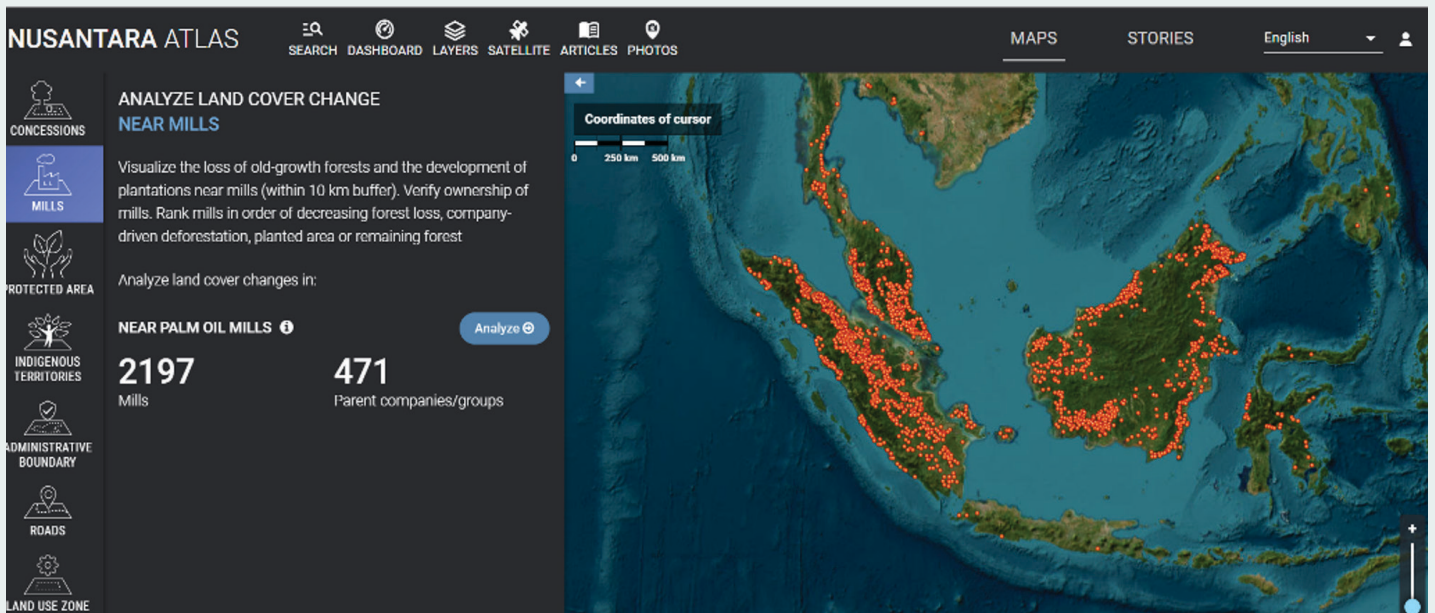 NUSANTARA ATLAS
SEARCH DASHBOARD LAYERS SATELLITE ARTICLES PHOTOS
MAPS STORIES English
CONCESSIONS
MILLS
PROTECTED AREA
INDIGENOUS
TERRITORIES
ADMINISTRATIVE
BOUNDARY
ROADS
LAND USE ZONE
ANALYZE LAND COVER CHANGE
NEAR MILLS
Visualize the loss of old-growth forests and the development of
plantations near mills (within 10 km buffer). Verify ownership of
mills. Rank mills in order of decreasing forest loss, company-
driven deforestation, planted area or remaining forest
Analyze land cover changes in:
NEAR PALM OIL MILLS
Analyze
2197
Mills
471
Parent companies/groups
Coordinates of cursor
0 250 km 500 km
+